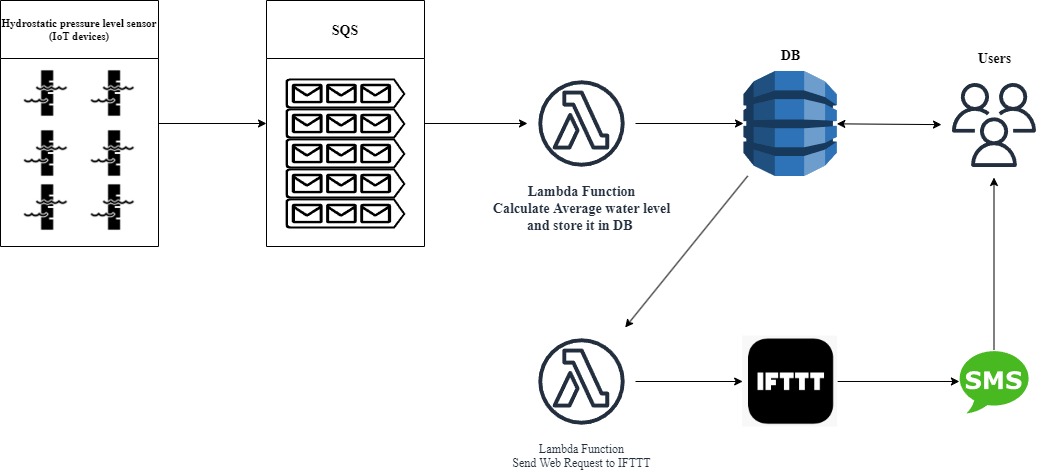 Hydrostatic pressure level sensor
(IoT devices)
SQS
DB
Users
Lambda Function
Calculate Average water level
and store it in DB
IFTTT
SMS
Lambda Function
Send Web Request to IFTTT